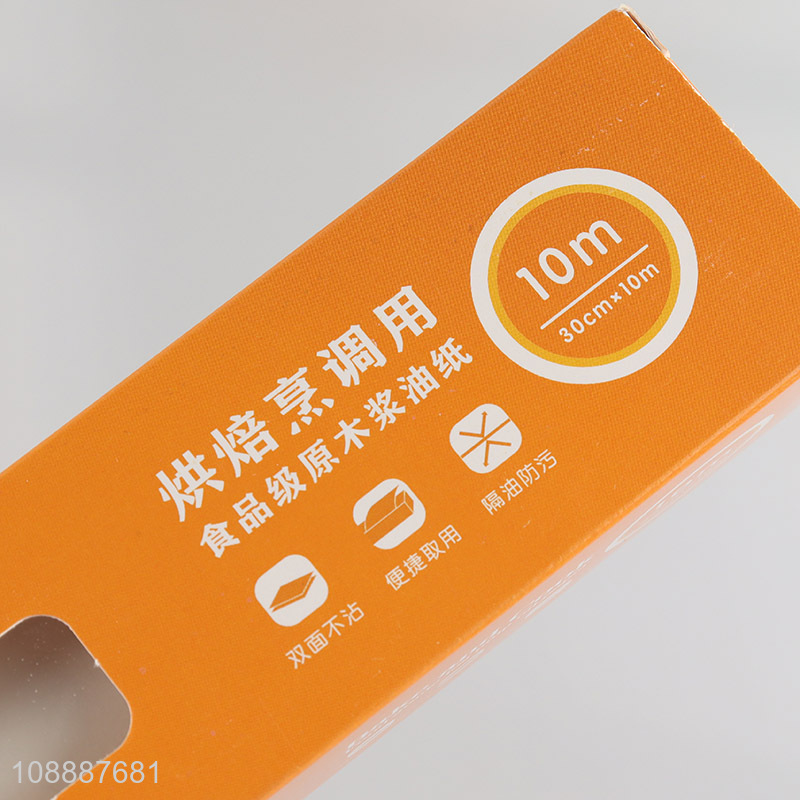 10m
30cm×10m
烘焙烹调用
食品级原木浆油纸
双面不沾
便捷取用
隔油防污
108887681